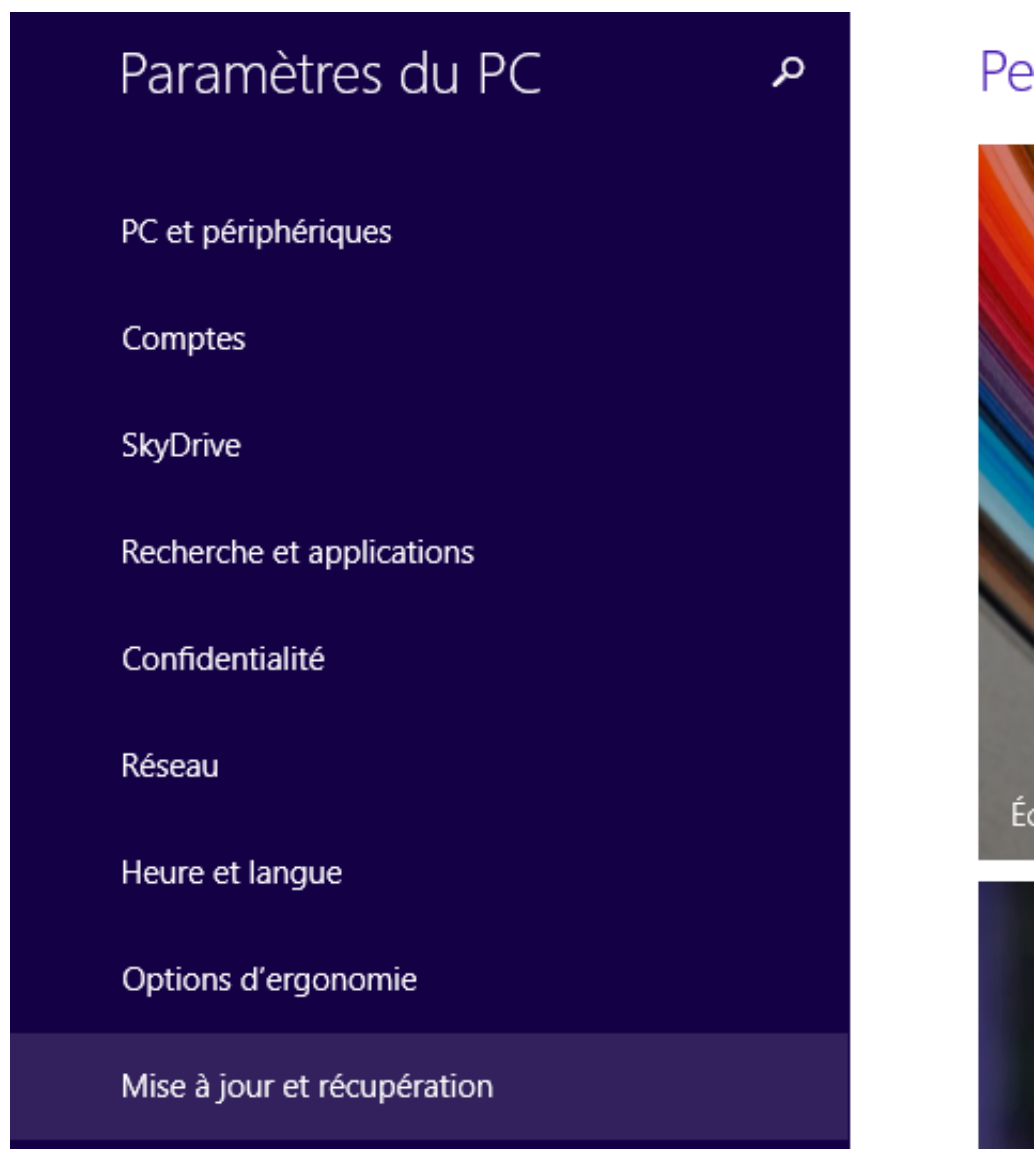 Paramètres du PC
PC et périphériques
Comptes
SkyDrive
Recherche et applications
Confidentialité
Réseau
Heure et langue
Options d'ergonomie
Mise à jour et récupération